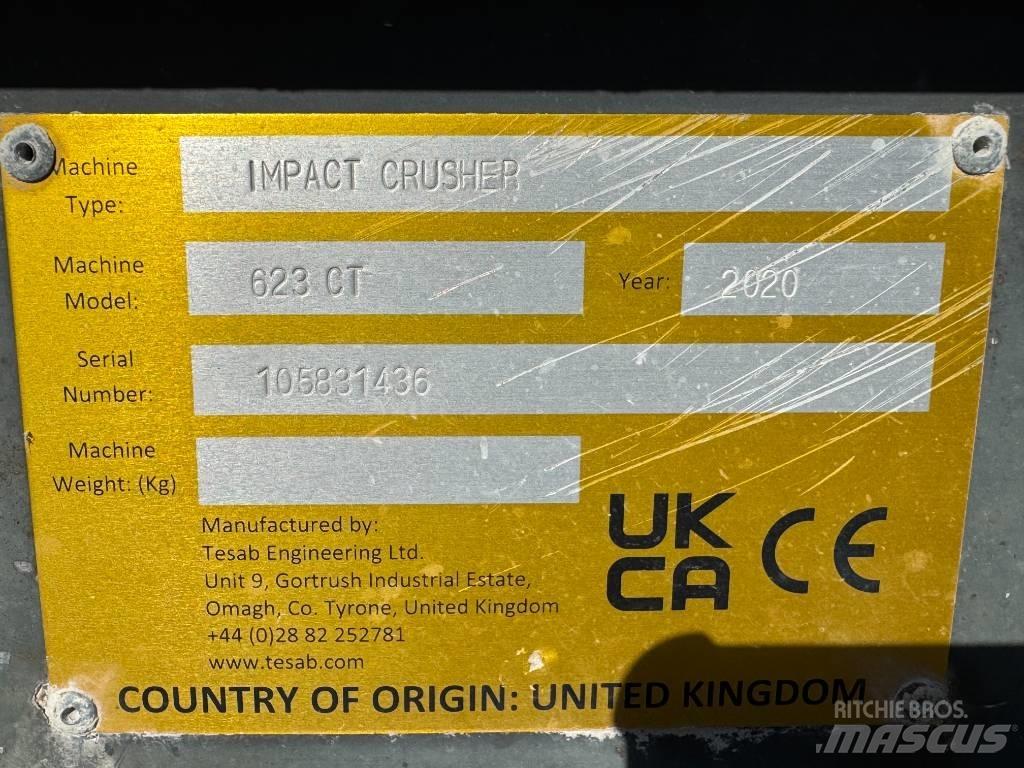 Machine Type: IMPACT CRUSHER
Machine Model: 623 CT Year: 2020
Serial Number: 105831436
Machine Weight: (Kg)
Manufactured by:
Tesab Engineering Ltd.
Unit 9, Gortrush Industrial Estate,
Omagh, Co. Tyrone, United Kingdom
+44 (0)28 82 252781
www.tesab.com
UK
CA CE
COUNTRY OF ORIGIN: UNITED KINGDOM
RITCHIE BROS.
MASCUS